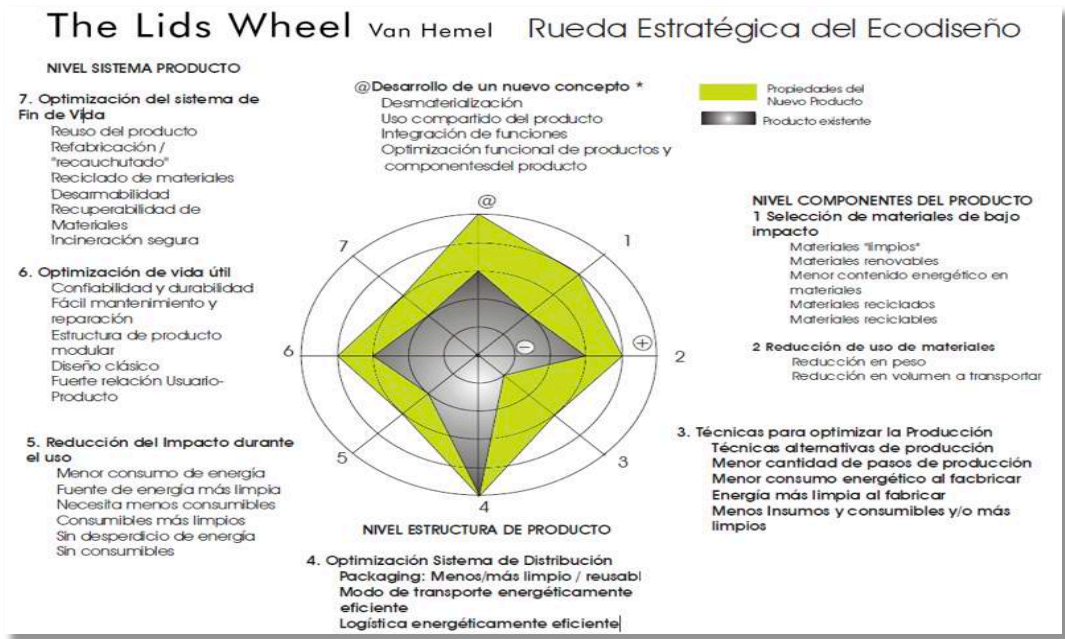 The Lids Wheel Van Hemel Rueda Estratégica del Ecodiseño
NIVEL SISTEMA PRODUCTO
7. Optimización del sistema de
Fin de Vida
Reuso del producto
Refabricación /
"recauchutado"
Reciclado de materiales
Desarmabilidad
Recuperabilidad de
Materiales
Incineración segura
6. Optimización de vida útil
Confiabilidad y durabilidad
Fácil mantenimiento y
reparación
Estructura de producto
modular
Diseño clásico
Fuerte relación Usuario-
Producto
5. Reducción del Impacto durante
el uso
Menor consumo de energía
Fuente de energía más limpia
Necesita menos consumibles
Consumibles más limpios
Sin desperdicio de energía
Sin consumibles
@Desarrollo de un nuevo concepto *
Desmaterialización
Uso compartido del producto
Integración de funciones
Optimización funcional de productos y
componentesdel producto
Propiedades del
Nuevo Producto
Producto existente
@
1
2
3
4
5
6
7
−
+
NIVEL COMPONENTES DEL PRODUCTO
1 Selección de materiales de bajo
impacto
Materiales "limpios"
Materiales renovables
Menor contenido energético en
materiales
Materiales reciclados
Materiales reciclables
2 Reducción de uso de materiales
Reducción en peso
Reducción en volumen a transportar
3. Técnicas para optimizar la Producción
Técnicas alternativas de producción
Menor cantidad de pasos de producción
Menor consumo energético al facbricar
Energía más limpia al fabricar
Menos Insumos y consumibles y/o más
limpios
NIVEL ESTRUCTURA DE PRODUCTO
4. Optimización Sistema de Distribución
Packaging: Menos/más limpio / reusabl
Modo de transporte energéticamente
eficiente
Logística energéticamente eficiente